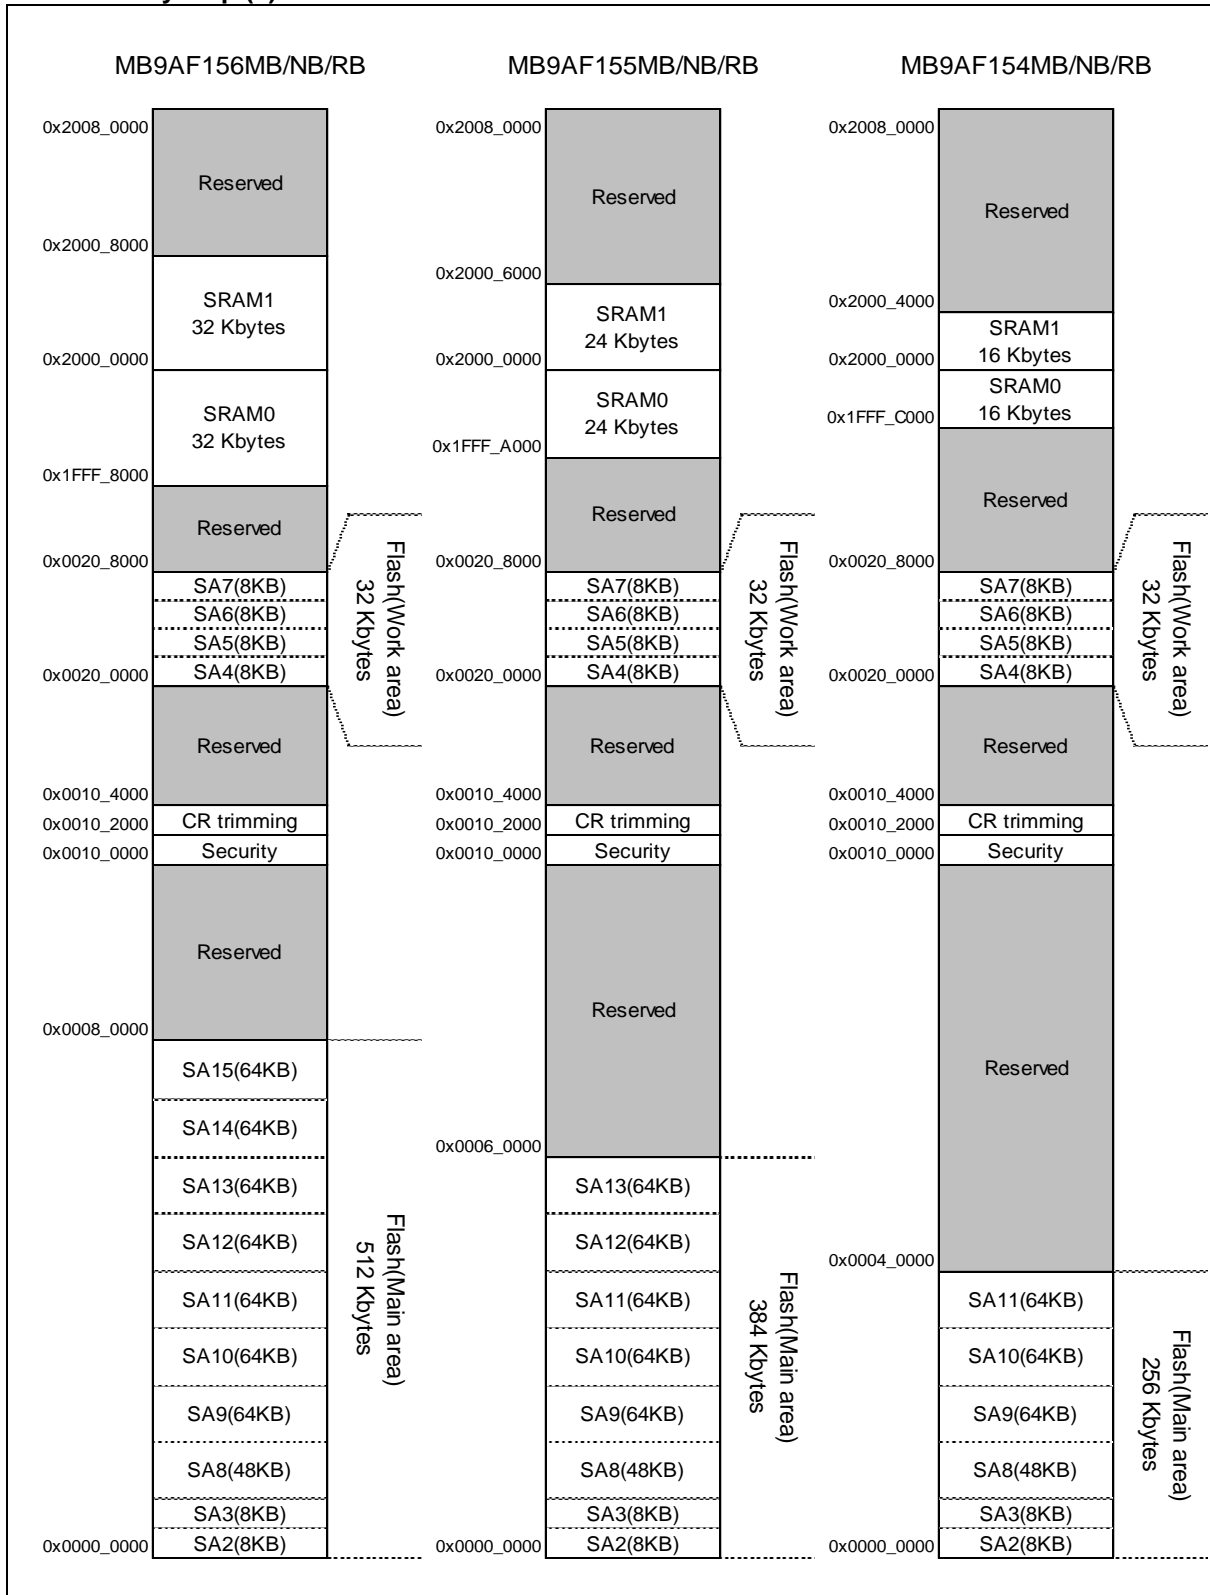 MB9AF156MB/NB/RB
0x2008_0000
Reserved
0x2000_8000
SRAM1
32 Kbytes
0x2000_0000
SRAM0
32 Kbytes
0x1FFF_8000
Reserved
0x0020_8000
SA7(8KB)
SA6(8KB)
SA5(8KB)
SA4(8KB)
0x0020_0000
Flash(Work area)
32 Kbytes
Reserved
0x0010_4000
CR trimming
0x0010_2000
Security
0x0010_0000
Reserved
0x0008_0000
SA15(64KB)
SA14(64KB)
SA13(64KB)
SA12(64KB)
SA11(64KB)
SA10(64KB)
SA9(64KB)
SA8(48KB)
SA3(8KB)
SA2(8KB)
0x0000_0000
Flash(Main area)
512 Kbytes
MB9AF155MB/NB/RB
0x2008_0000
Reserved
0x2000_6000
SRAM1
24 Kbytes
0x2000_0000
SRAM0
24 Kbytes
0x1FFF_A000
Reserved
0x0020_8000
SA7(8KB)
SA6(8KB)
SA5(8KB)
SA4(8KB)
0x0020_0000
Flash(Work area)
32 Kbytes
Reserved
0x0010_4000
CR trimming
0x0010_2000
Security
0x0010_0000
Reserved
0x0006_0000
SA13(64KB)
SA12(64KB)
SA11(64KB)
SA10(64KB)
SA9(64KB)
SA8(48KB)
SA3(8KB)
SA2(8KB)
0x0000_0000
Flash(Main area)
384 Kbytes
MB9AF154MB/NB/RB
0x2008_0000
Reserved
0x2000_4000
SRAM1
16 Kbytes
0x2000_0000
SRAM0
16 Kbytes
0x1FFF_C000
Reserved
0x0020_8000
SA7(8KB)
SA6(8KB)
SA5(8KB)
SA4(8KB)
0x0020_0000
Flash(Work area)
32 Kbytes
Reserved
0x0010_4000
CR trimming
0x0010_2000
Security
0x0010_0000
Reserved
0x0004_0000
SA11(64KB)
SA10(64KB)
SA9(64KB)
SA8(48KB)
SA3(8KB)
SA2(8KB)
0x0000_0000
Flash(Main area)
256 Kbytes